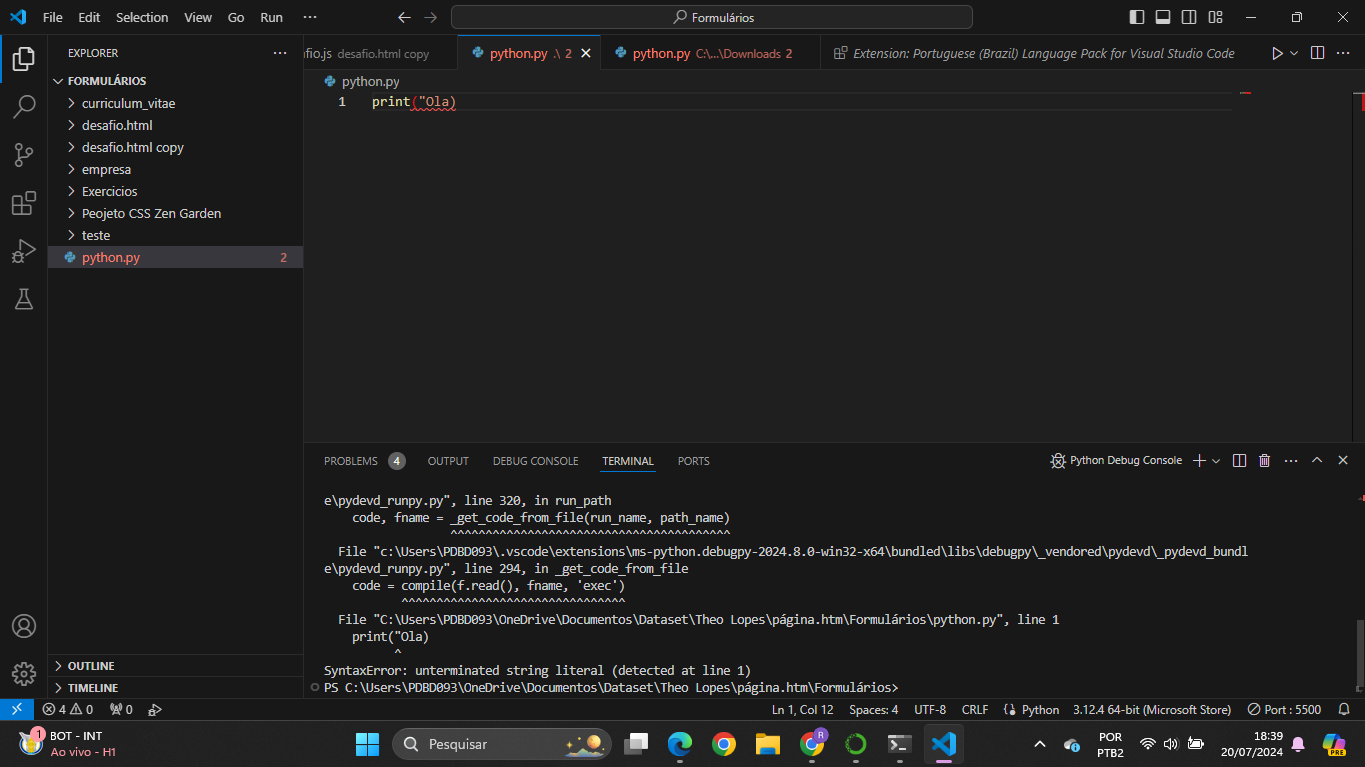 File Edit Selection View Go Run ··· Formulários
EXPLORER ···
FORMULÁRIOS
curriculum_vitae
desafio.html
desafio.html copy
empresa
Exercicios
Peojeto CSS Zen Garden
teste
python.py 2
OUTLINE
TIMELINE
afio.js desafio.html copy python.py .\ 2 python.py C:\...\Downloads 2 Extension: Portuguese (Brazil) Language Pack for Visual Studio Code
python.py
1 print("Ola)
PROBLEMS 4 OUTPUT DEBUG CONSOLE TERMINAL PORTS Python Debug Console
e\pydevd_runpy.py", line 320, in run_path
code, fname = _get_code_from_file(run_name, path_name)
^^^^^^^^^^^^^^^^^^^^^^^^^^^^^^^^^^^^^^^^
File "c:\Users\PDBD093\.vscode\extensions\ms-python.debugpy-2024.8.0-win32-x64\bundled\libs\debugpy\_vendored\pydevd\_pydevd_bundl
e\pydevd_runpy.py", line 294, in _get_code_from_file
code = compile(f.read(), fname, 'exec')
^^^^^^^^^^^^^^^^^^^^^^^^^^^^^^^^
File "C:\Users\PDBD093\OneDrive\Documentos\Dataset\Theo Lopes\página.htm\Formulários\python.py", line 1
print("Ola)
^
SyntaxError: unterminated string literal (detected at line 1)
PS C:\Users\PDBD093\OneDrive\Documentos\Dataset\Theo Lopes\página.htm\Formulários>
4 0 0 Ln 1, Col 12 Spaces: 4 UTF-8 CRLF Python 3.12.4 64-bit (Microsoft Store) Port : 5500
1 BOT - INT
Ao vivo - H1
Pesquisar
R
POR
PTB2
18:39
20/07/2024
PRE